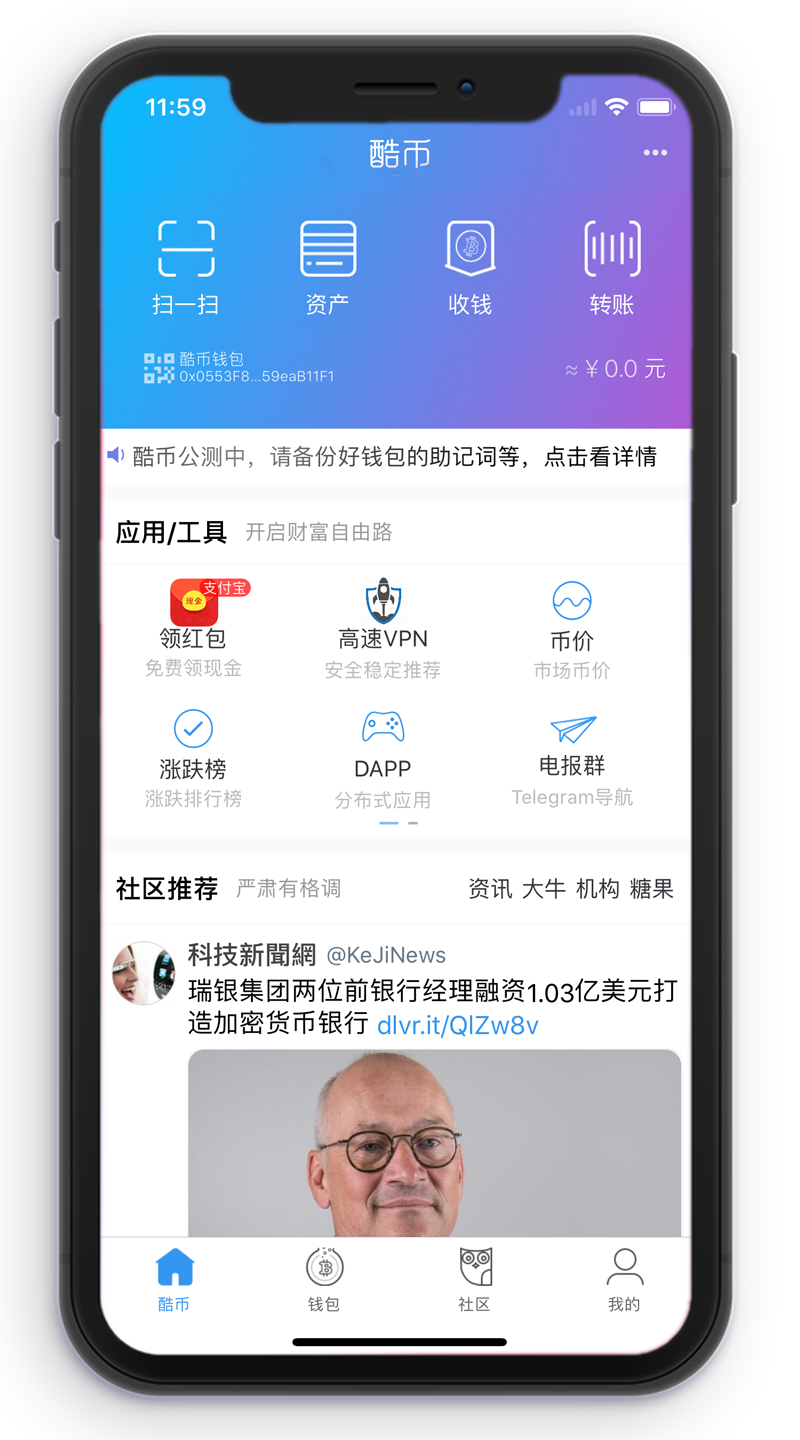 11:59
酷币
扫一扫 资产 收钱 转账
酷币钱包
0x0553F8...59eaB11F1
≈ ¥ 0.0 元
酷币公测中，请备份好钱包的助记词等，点击看详情
应用/工具 开启财富自由路
支付宝
现金
领红包 高速VPN 币价
免费领现金 安全稳定推荐 市场币价
涨跌榜 DAPP 电报群
涨跌排行榜 分布式应用 Telegram导航
社区推荐 严肃有格调 资讯 大牛 机构 糖果
科技新聞網 @KeJiNews
瑞银集团两位前银行经理融资1.03亿美元打
造加密货币银行 dlvr.it/QlZw8v
酷币 钱包 社区 我的